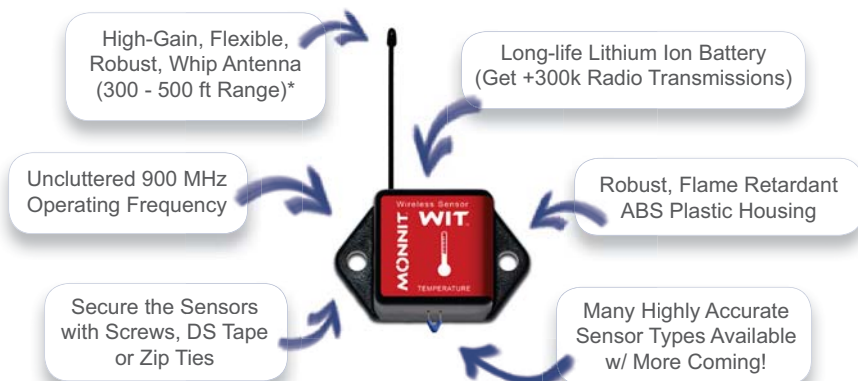 High-Gain, Flexible,
Robust, Whip Antenna
(300 - 500 ft Range)*
Long-life Lithium Ion Battery
(Get +300k Radio Transmissions)
Uncluttered 900 MHz
Operating Frequency
Robust, Flame Retardant
ABS Plastic Housing
Wireless Sensor
WIT
MONNIT
TEMPERATURE
Secure the Sensors
with Screws, DS Tape
or Zip Ties
Many Highly Accurate
Sensor Types Available
w/ More Coming!